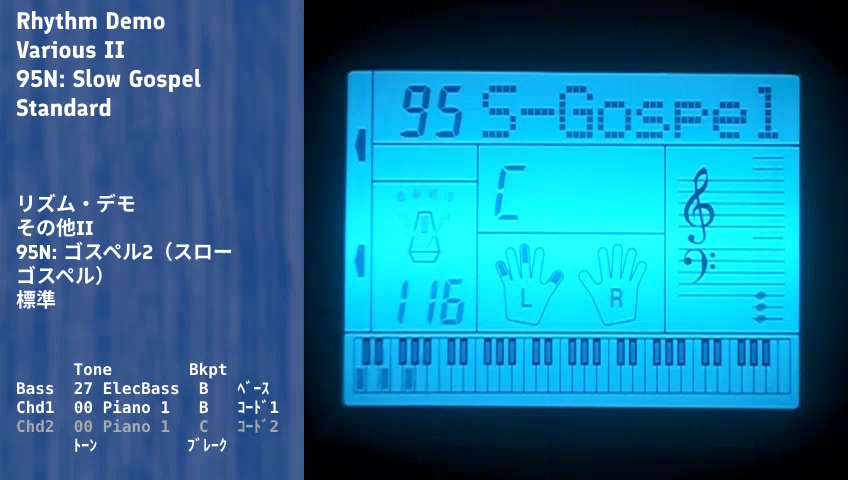 Rhythm Demo
Various II
95N: Slow Gospel
Standard
リズム・デモ
その他II
95N: ゴスペル2（スロー
ゴスペル）
標準
Tone Bkpt
Bass 27 ElecBass B ﾍﾞｰｽ
Chd1 00 Piano 1 B ｺｰﾄﾞ1
Chd2 00 Piano 1 C ｺｰﾄﾞ2
ﾄｰﾝ ﾌﾞﾚｰｸ
95 S-Gospel
C
116
L R